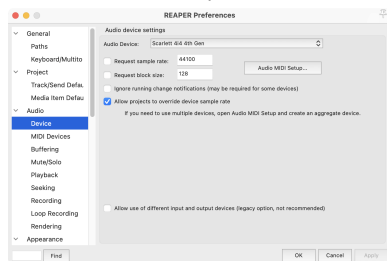 REAPER Preferences
General
Paths
Keyboard/Multito
Project
Track/Send Defau
Media Item Defau
Audio
Device
MIDI Devices
Buffering
Mute/Solo
Playback
Seeking
Recording
Loop Recording
Rendering
Appearance
Find
Audio device settings
Audio Device: Scarlett 4i4 4th Gen
Request sample rate: 44100
Audio MIDI Setup...
Request block size: 128
Ignore running change notifications (may be required for some devices)
Allow projects to override device sample rate
If you need to use multiple devices, open Audio MIDI Setup and create an aggregate device.
Allow use of different input and output devices (legacy option, not recommended)
OK
Cancel
Apply